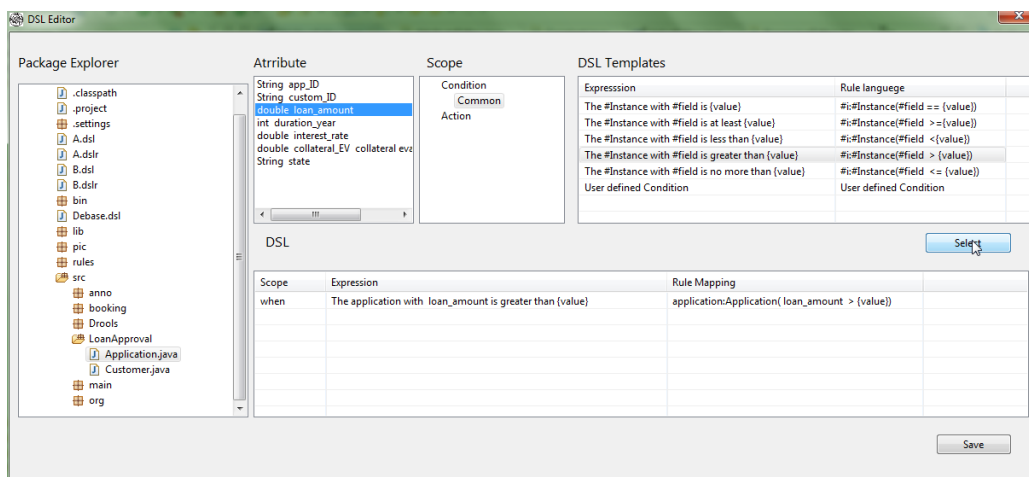 DSL Editor
Package Explorer
.classpath
.project
.settings
A.dsl
A.dslr
B.dsl
B.dslr
bin
Debase.dsl
lib
pic
rules
src
anno
booking
Drools
LoanApproval
Application.java
Customer.java
main
org
Atrribute
String app_ID
String custom_ID
double loan_amount
int duration_year
double interest_rate
double collateral_EV collateral eva
String state
Scope
Condition
Common
Action
DSL Templates
Expresssion Rule languege
The #Instance with #field is {value} #i:#Instance(#field == {value})
The #Instance with #field is at least {value} #i:#Instance(#field >={value})
The #Instance with #field is less than {value} #i:#Instance(#field <{value})
The #Instance with #field is greater than {value} #i:#Instance(#field > {value})
The #Instance with #field is no more than {value} #i:#Instance(#field <= {value})
User defined Condition User defined Condition
DSL
Select
Scope Expression Rule Mapping
when The application with loan_amount is greater than {value} application:Application( loan_amount > {value})
Save